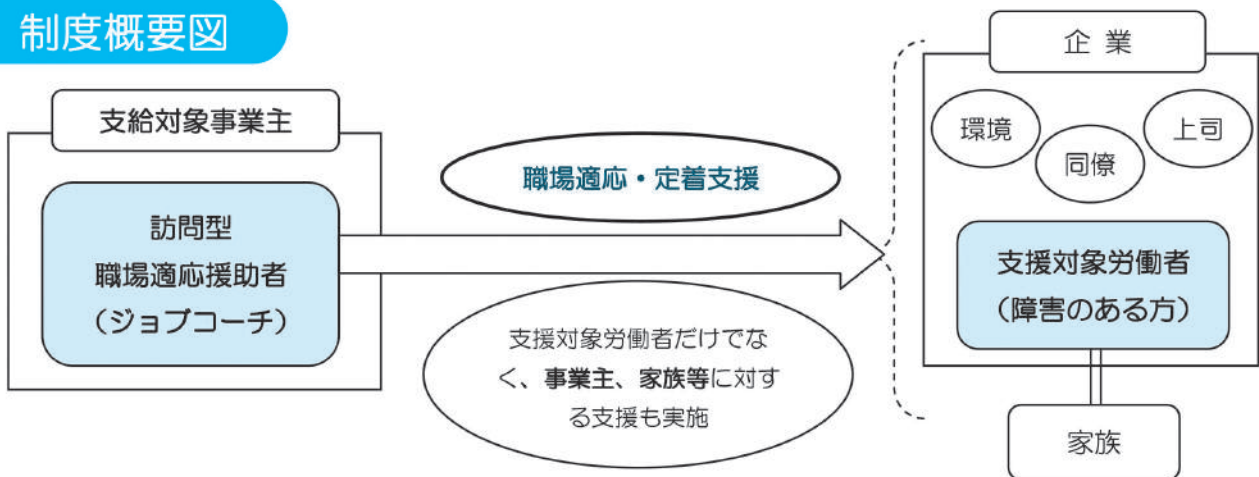 制度概要図
支給対象事業主
訪問型
職場適応援助者
（ジョブコーチ）
職場適応・定着支援
支援対象労働者だけでな
く、事業主、家族等に対す
る支援も実施
企 業
環境
同僚
上司
支援対象労働者
（障害のある方）
家族